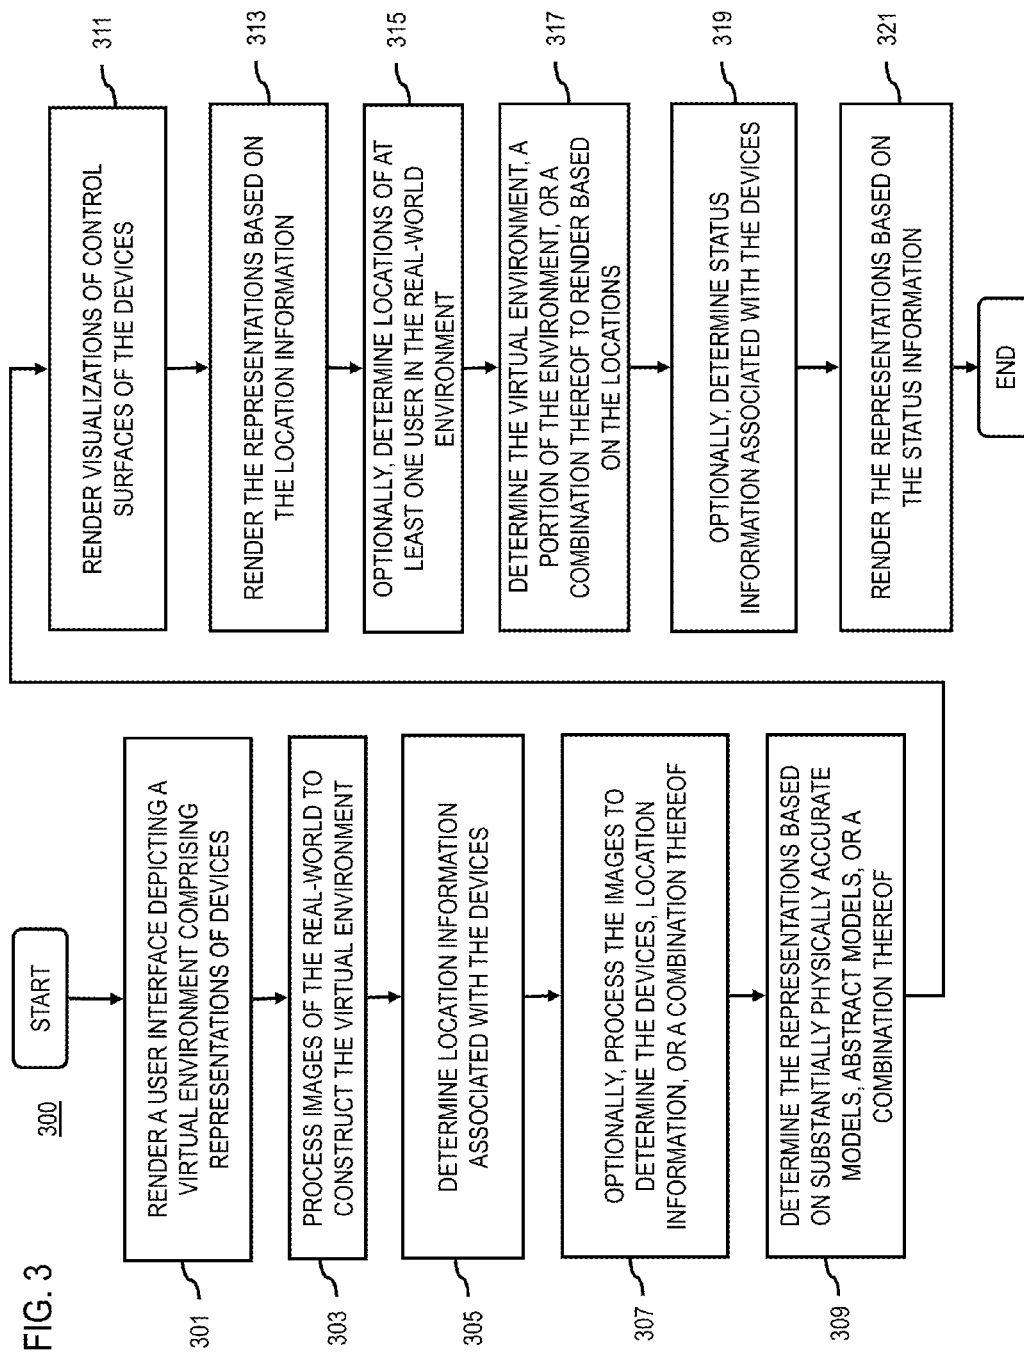 FIG. 3
300
START
RENDER A USER INTERFACE DEPICTING A
VIRTUAL ENVIRONMENT COMPRISING
REPRESENTATIONS OF DEVICES
301
PROCESS IMAGES OF THE REAL-WORLD TO
CONSTRUCT THE VIRTUAL ENVIRONMENT
303
DETERMINE LOCATION INFORMATION
ASSOCIATED WITH THE DEVICES
305
OPTIONALLY, PROCESS THE IMAGES TO
DETERMINE THE DEVICES, LOCATION
INFORMATION, OR A COMBINATION THEREOF
307
DETERMINE THE REPRESENTATIONS BASED
ON SUBSTANTIALLY PHYSICALLY ACCURATE
MODELS, ABSTRACT MODELS, OR A
COMBINATION THEREOF
309
RENDER VISUALIZATIONS OF CONTROL
SURFACES OF THE DEVICES
311
RENDER THE REPRESENTATIONS BASED ON
THE LOCATION INFORMATION
313
OPTIONALLY, DETERMINE LOCATIONS OF AT
LEAST ONE USER IN THE REAL-WORLD
ENVIRONMENT
315
DETERMINE THE VIRTUAL ENVIRONMENT, A
PORTION OF THE ENVIRONMENT, OR A
COMBINATION THEREOF TO RENDER BASED
ON THE LOCATIONS
317
OPTIONALLY, DETERMINE STATUS
INFORMATION ASSOCIATED WITH THE DEVICES
319
RENDER THE REPRESENTATIONS BASED ON
THE STATUS INFORMATION
321
END